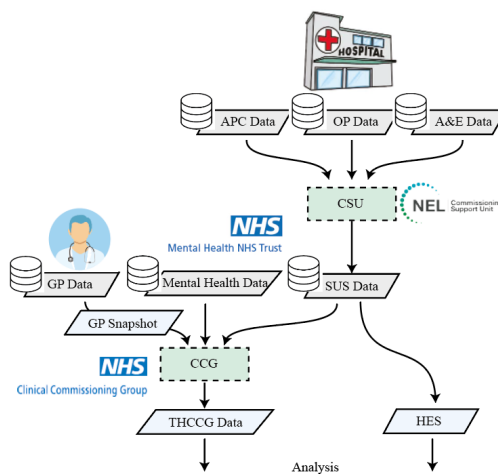 HOSPITAL
APC Data
OP Data
A&E Data
CSU
NEL
Commissioning
Support Unit
NHS
Mental Health NHS Trust
GP Data
Mental Health Data
SUS Data
GP Snapshot
NHS
CCG
Clinical Commissioning Group
THCCG Data
HES
Analysis